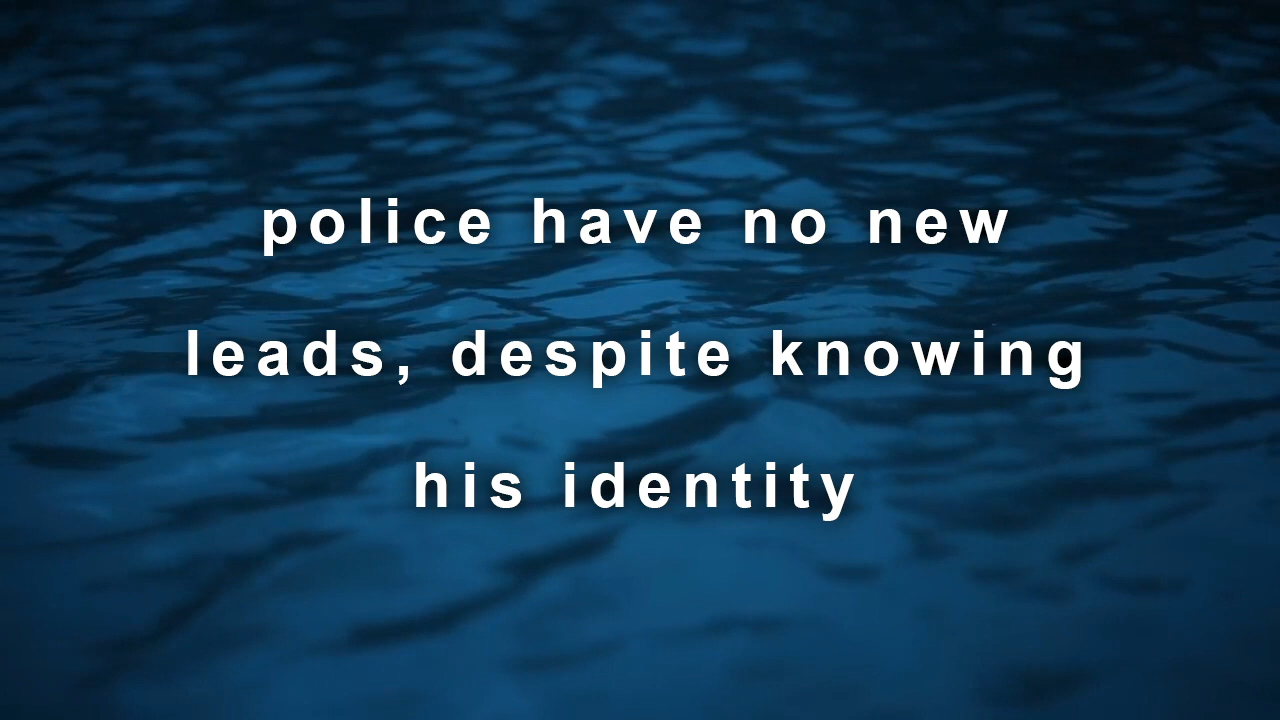 police have no new
leads, despite knowing
his identity